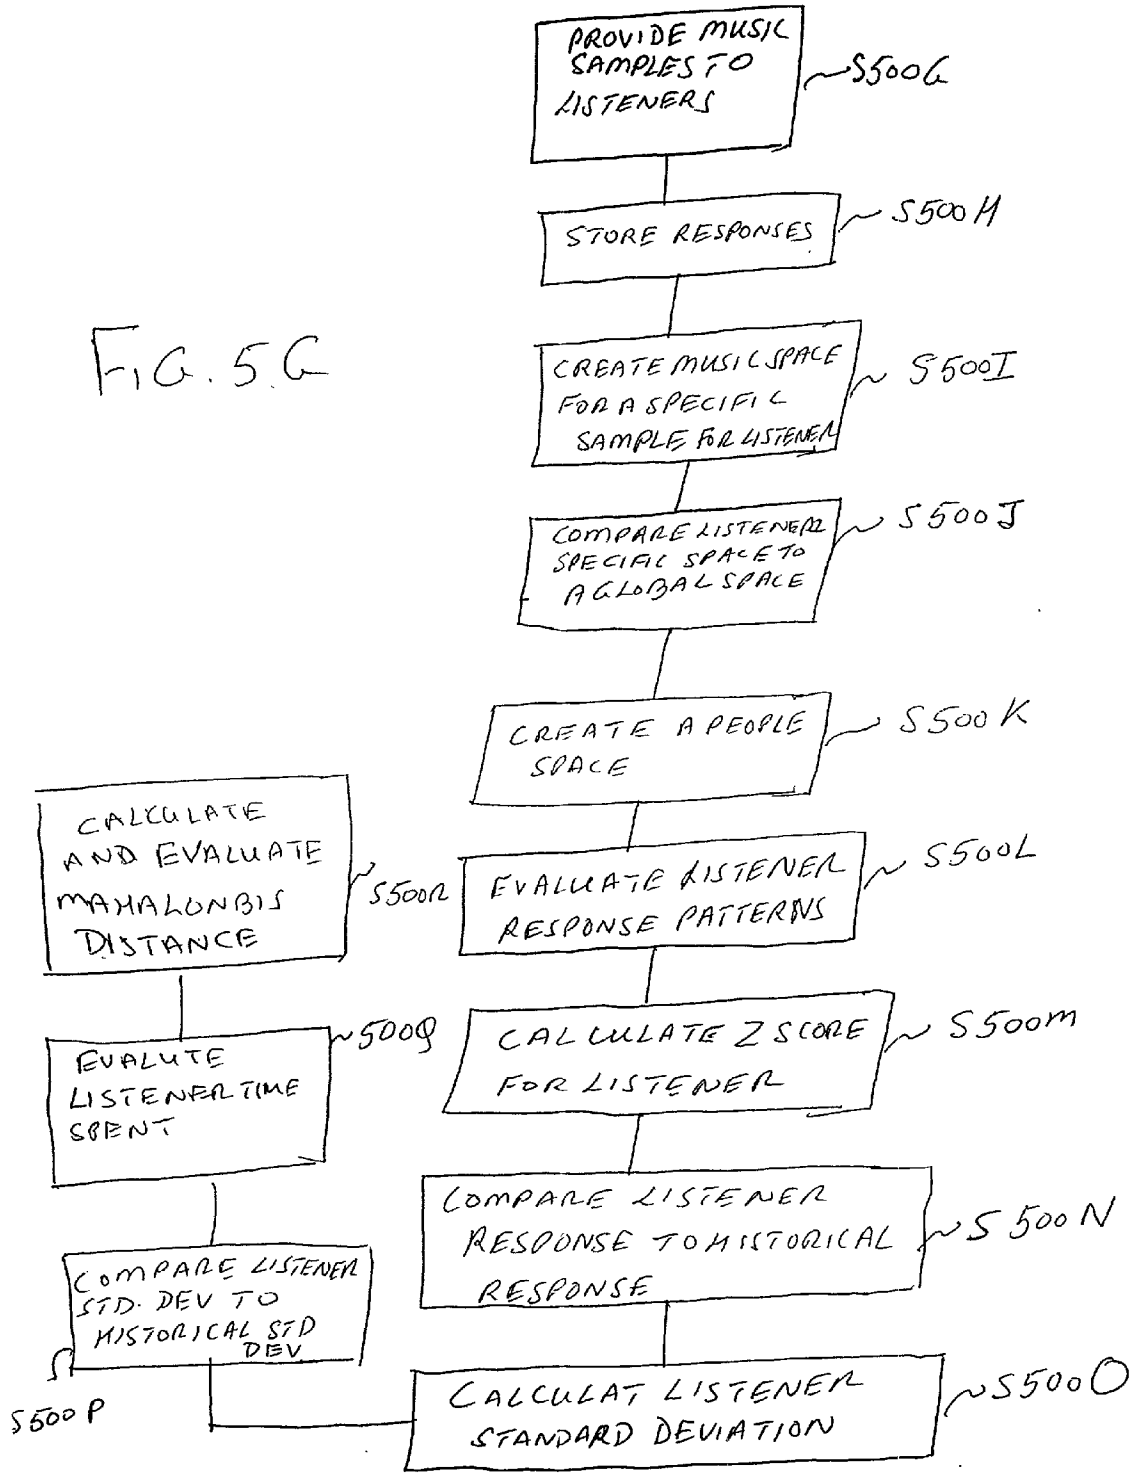 PROVIDE MUSIC
SAMPLES TO
LISTENERS
S500G
STORE RESPONSES
S500H
FIG. 5.G
CREATE MUSIC SPACE
FOR A SPECIFIC
SAMPLE FOR LISTENER
S500I
COMPARE LISTENER
SPECIFIC SPACE TO
A GLOBAL SPACE
S500J
CREATE A PEOPLE
SPACE
S500K
EVALUATE LISTENER
RESPONSE PATTERNS
S500L
CALCULATE Z SCORE
FOR LISTENER
S500M
COMPARE LISTENER
RESPONSE TO HISTORICAL
RESPONSE
S500N
CALCULAT LISTENER
STANDARD DEVIATION
S500O
COMPARE LISTENER
STD. DEV TO
HISTORICAL STD
DEV
S500P
EVALUTE
LISTENER TIME
SPENT
500Q
CALCULATE
AND EVALUATE
MAHALONBIS
DISTANCE
S500R